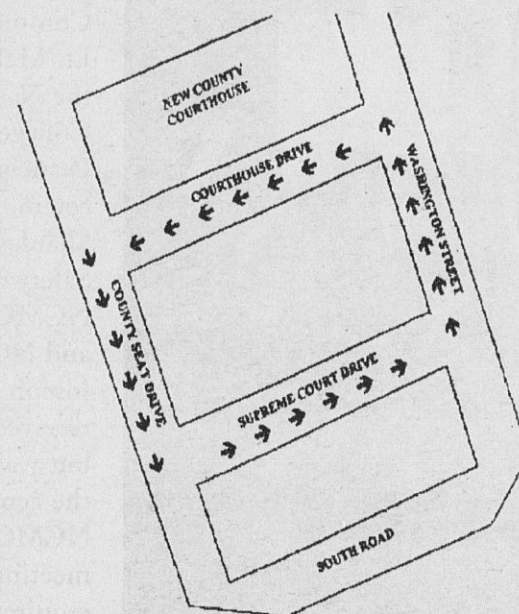 NEW COUNTY
COURTHOUSE
COURTHOUSE DRIVE
WASHINGTON STREET
COUNTY SEAT DRIVE
SUPREME COURT DRIVE
SOUTH ROAD